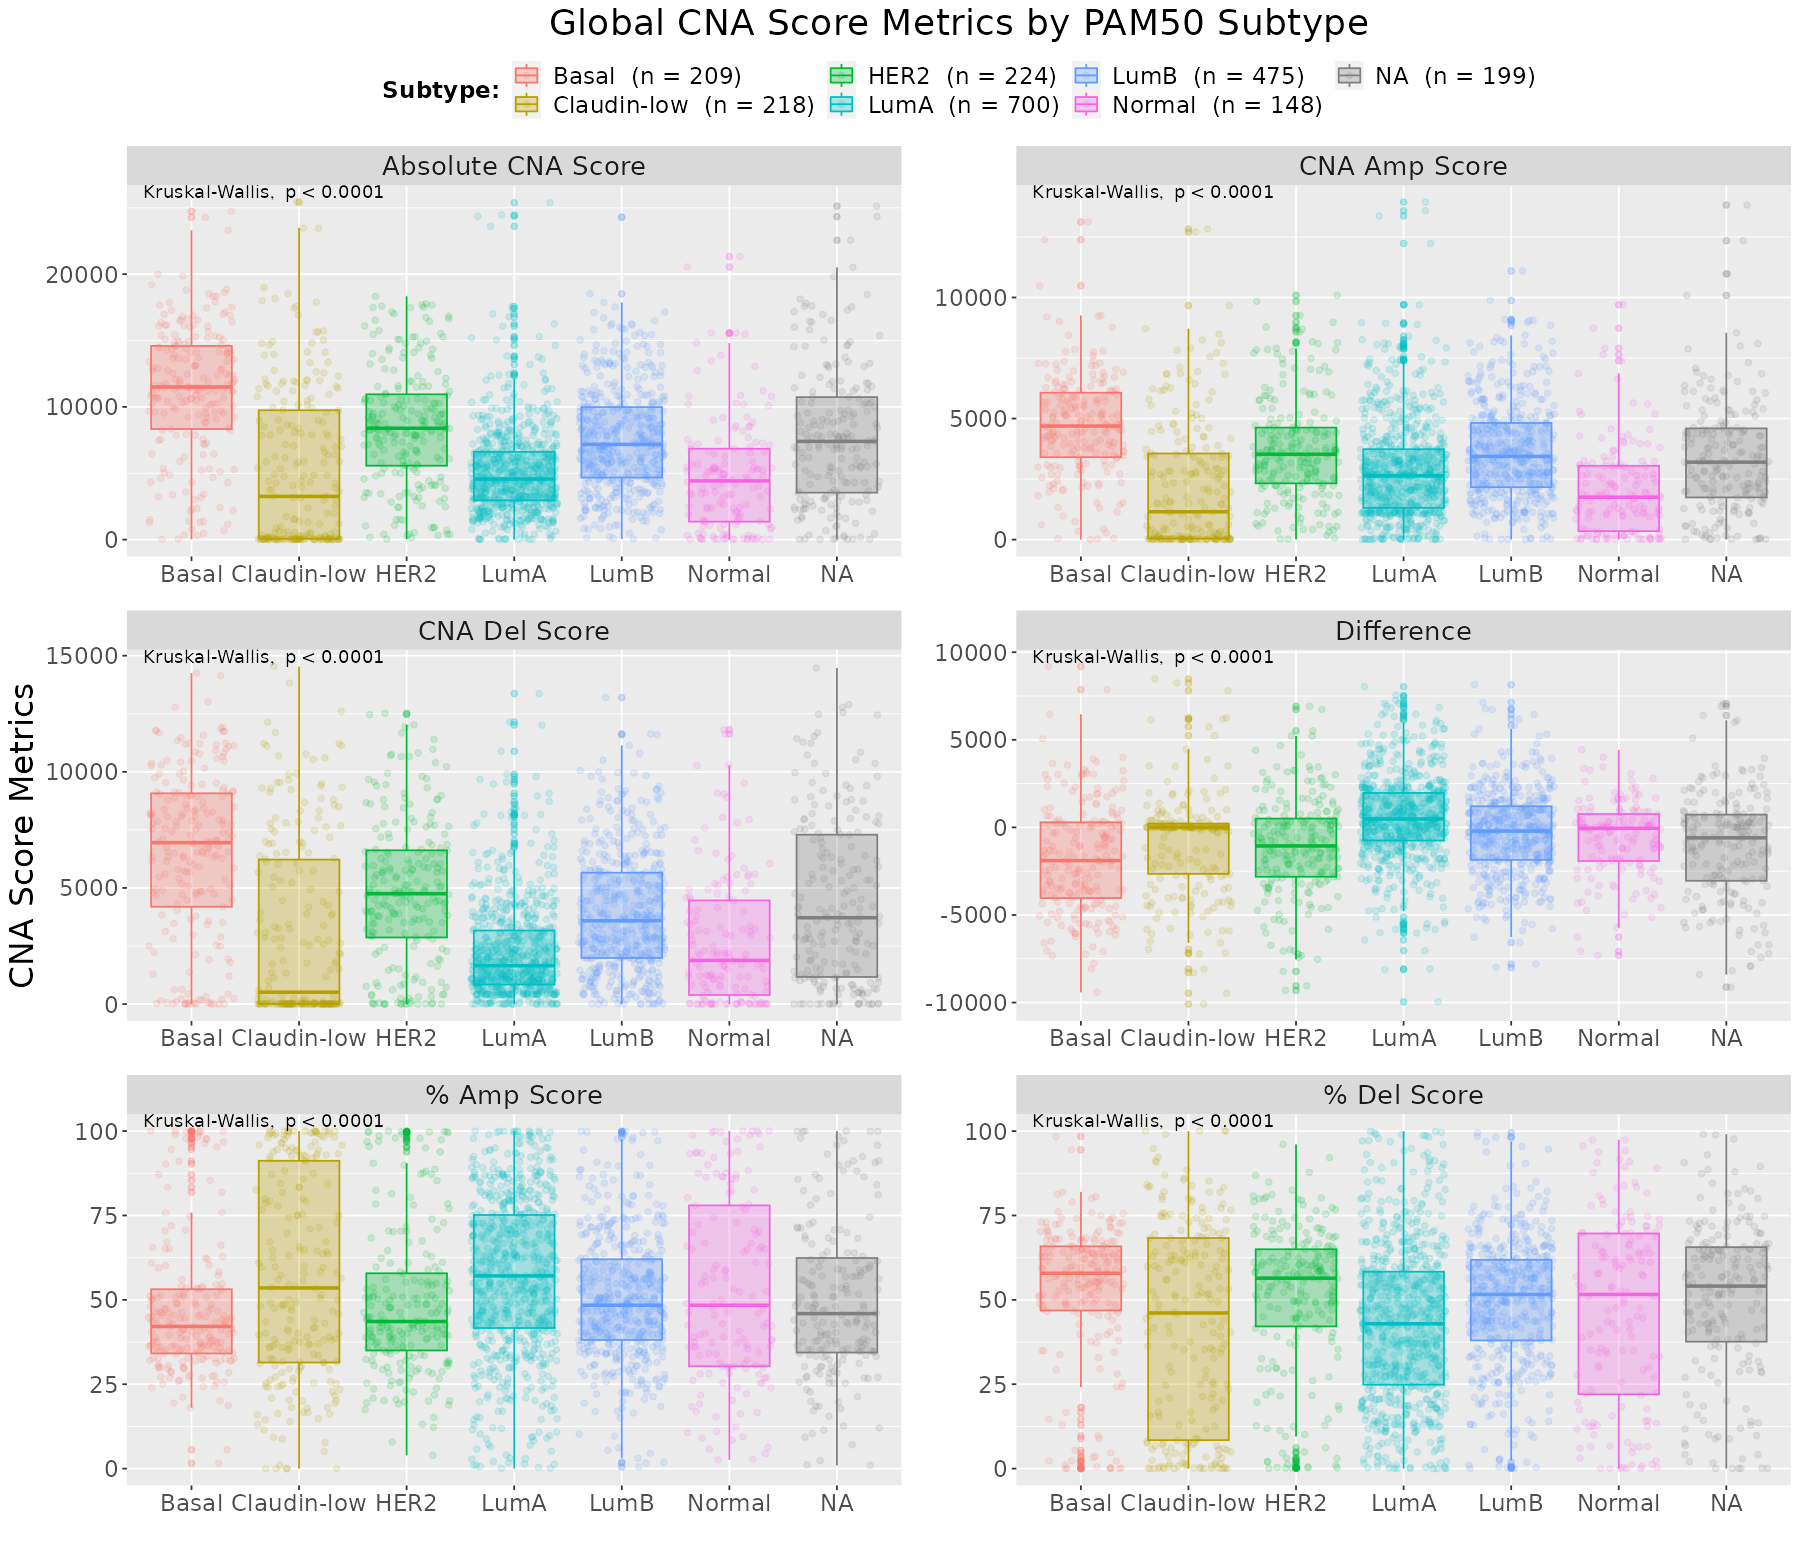 Global CNA Score Metrics by PAM50 Subtype
Subtype:
Basal (n = 209)
HER2 (n = 224)
LumB (n = 475)
NA (n = 199)
Claudin-low (n = 218)
LumA (n = 700)
Normal (n = 148)
CNA Score Metrics
Absolute CNA Score
Kruskal-Wallis, p < 0.0001
20000
10000
0
Basal Claudin-low HER2 LumA LumB Normal NA
CNA Amp Score
Kruskal-Wallis, p < 0.0001
10000
5000
0
Basal Claudin-low HER2 LumA LumB Normal NA
CNA Del Score
Kruskal-Wallis, p < 0.0001
15000
10000
5000
0
Basal Claudin-low HER2 LumA LumB Normal NA
Difference
Kruskal-Wallis, p < 0.0001
10000
5000
0
-5000
-10000
Basal Claudin-low HER2 LumA LumB Normal NA
% Amp Score
Kruskal-Wallis, p < 0.0001
100
75
50
25
0
Basal Claudin-low HER2 LumA LumB Normal NA
% Del Score
Kruskal-Wallis, p < 0.0001
100
75
50
25
0
Basal Claudin-low HER2 LumA LumB Normal NA